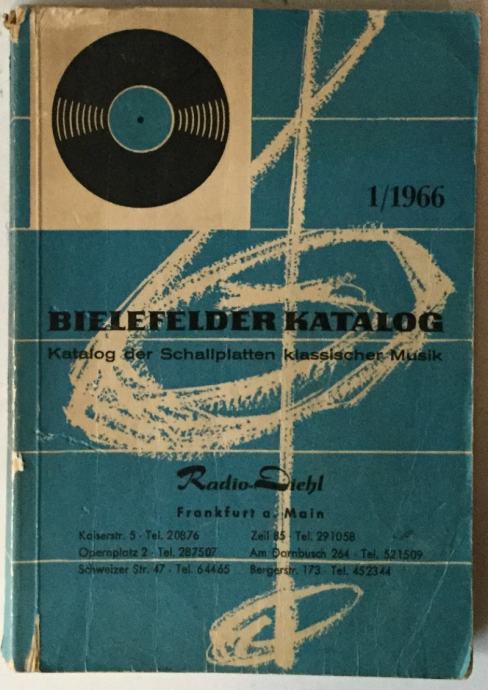 1/1966
BIELEFELDER KATALOG
Katalog der Schallplatten klassischer Musik
Radio-Diehl
Frankfurt a. Main
Kaiserstr. 5 · Tel. 20876 Zeil 85 · Tel. 291058
Opernplatz 2 · Tel. 287507 Am Dornbusch 264 · Tel. 521509
Schweizer Str. 47 · Tel. 64465 Bergerstr. 173 · Tel. 452344